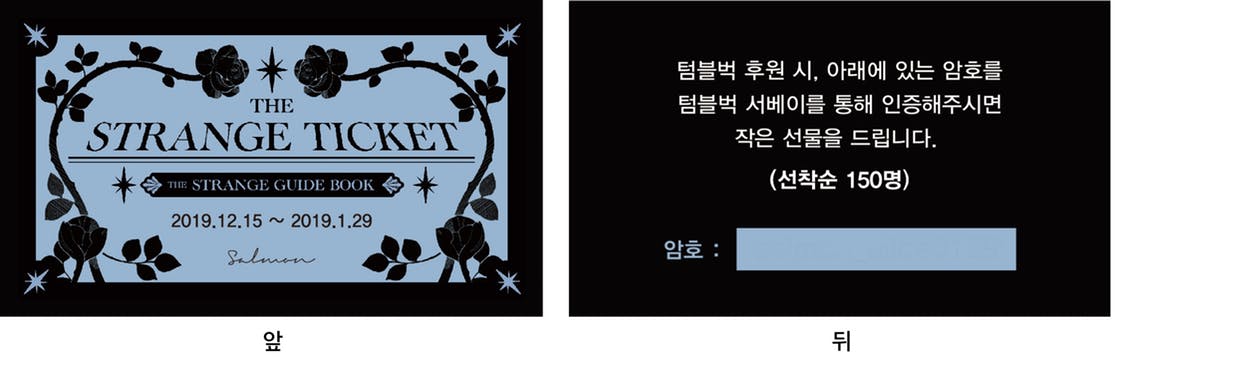 THE
STRANGE TICKET
THE STRANGE GUIDE BOOK
2019.12.15 ~ 2019.1.29
Salmon
앞
텀블벅 후원 시, 아래에 있는 암호를
텀블벅 서베이를 통해 인증해주시면
작은 선물을 드립니다.
(선착순 150명)
암호 :
뒤